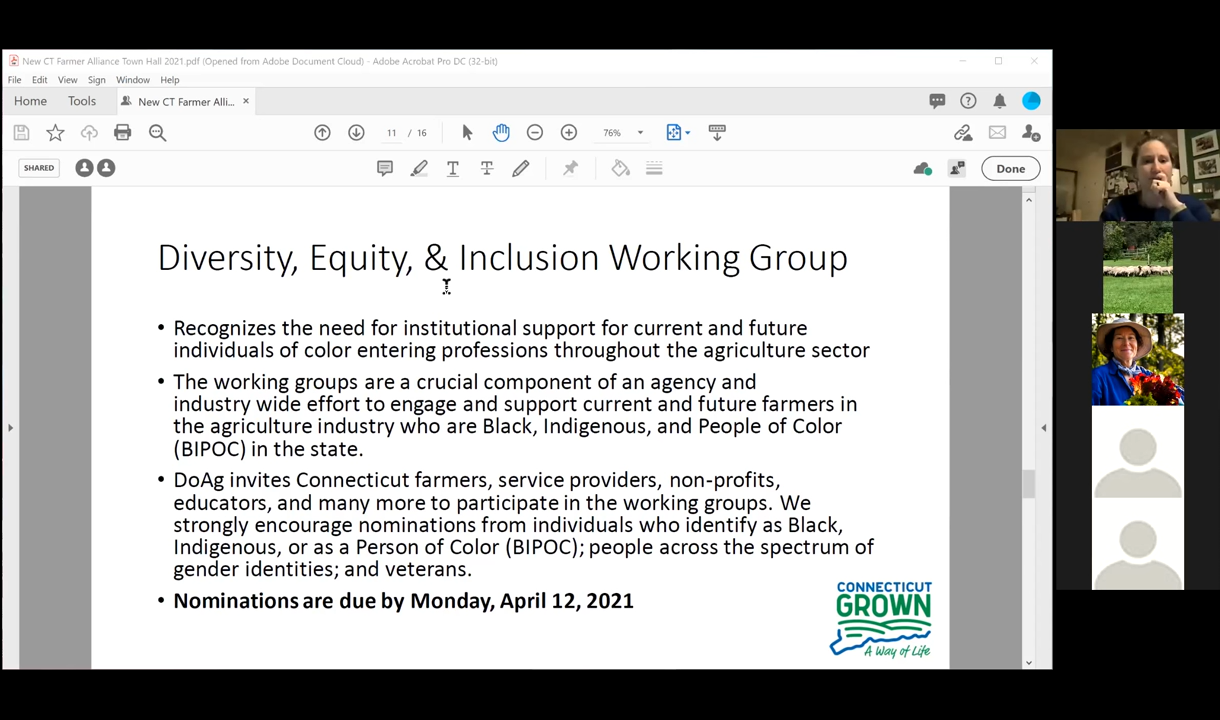 New CT Farmer Alliance Town Hall 2021.pdf (Opened from Adobe Document Cloud) - Adobe Acrobat Pro DC (32-bit)
File Edit View Sign Window Help
Home Tools New CT Farmer Alli... ×
11 / 16 76%
SHARED Done
Diversity, Equity, & Inclusion Working Group
• Recognizes the need for institutional support for current and future
individuals of color entering professions throughout the agriculture sector
• The working groups are a crucial component of an agency and
industry wide effort to engage and support current and future farmers in
the agriculture industry who are Black, Indigenous, and People of Color
(BIPOC) in the state.
• DoAg invites Connecticut farmers, service providers, non-profits,
educators, and many more to participate in the working groups. We
strongly encourage nominations from individuals who identify as Black,
Indigenous, or as a Person of Color (BIPOC); people across the spectrum of
gender identities; and veterans.
• Nominations are due by Monday, April 12, 2021
CONNECTICUT
GROWN
A Way of Life